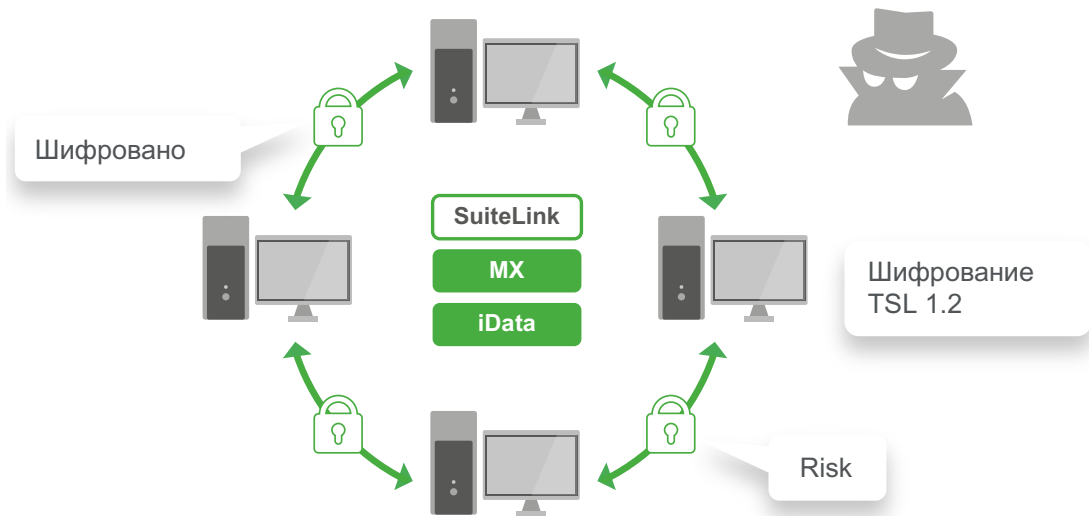 Шифровано
SuiteLink
MX
iData
Шифрование
TSL 1.2
Risk